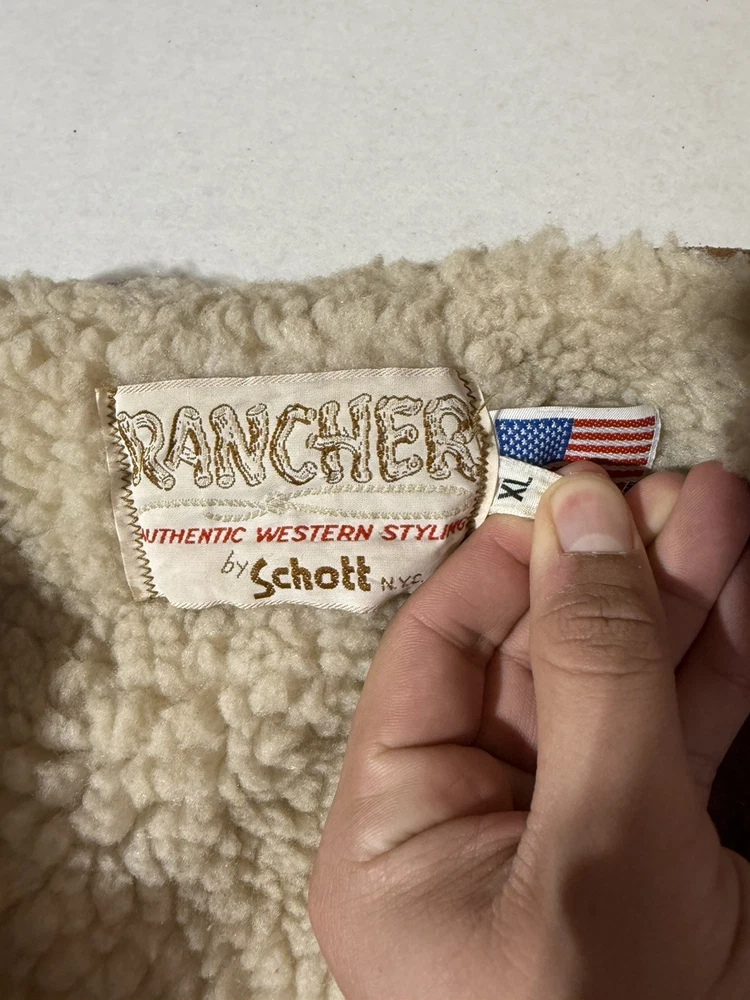 RANCHER
AUTHENTIC WESTERN STYLING
by Schott N.Y.C.
XL